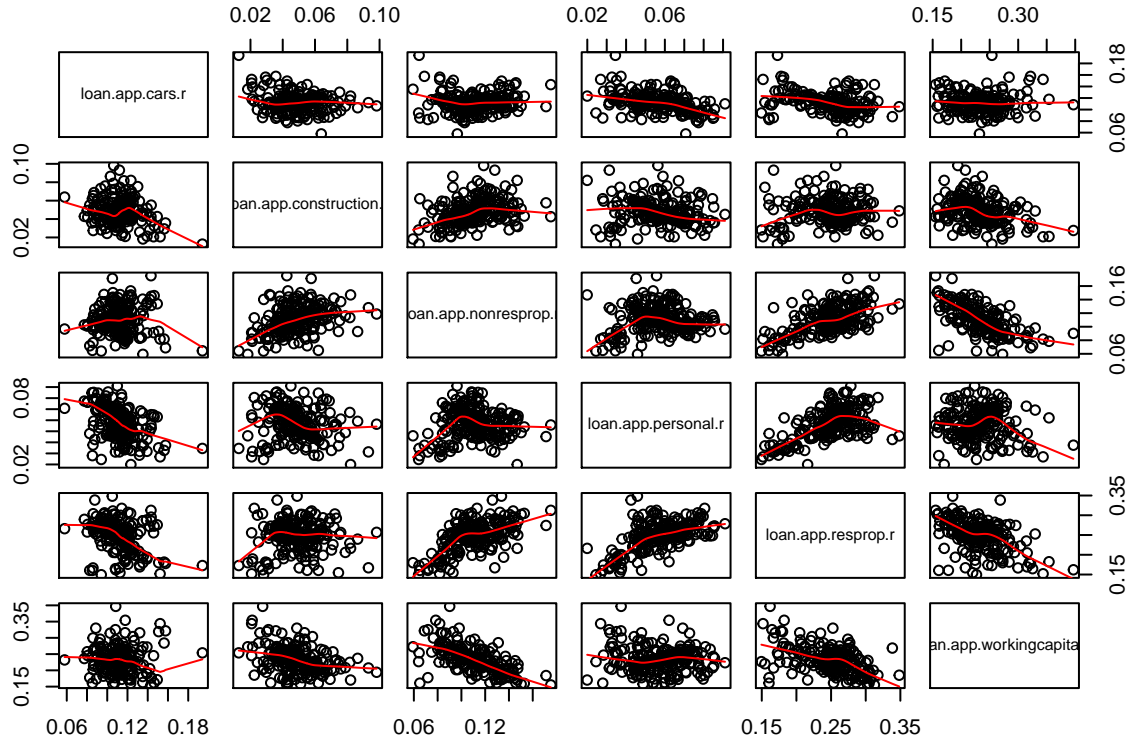 0.02 0.06 0.10 0.02 0.06 0.15 0.30
loan.app.cars.r
0.06 0.18
0.02 0.10
oan.app.construction.
oan.app.nonresprop.
0.06 0.16
0.02 0.08
loan.app.personal.r
loan.app.resprop.r
0.15 0.35
0.15 0.35
an.app.workingcapita
0.06 0.12 0.18 0.06 0.12 0.15 0.25 0.35